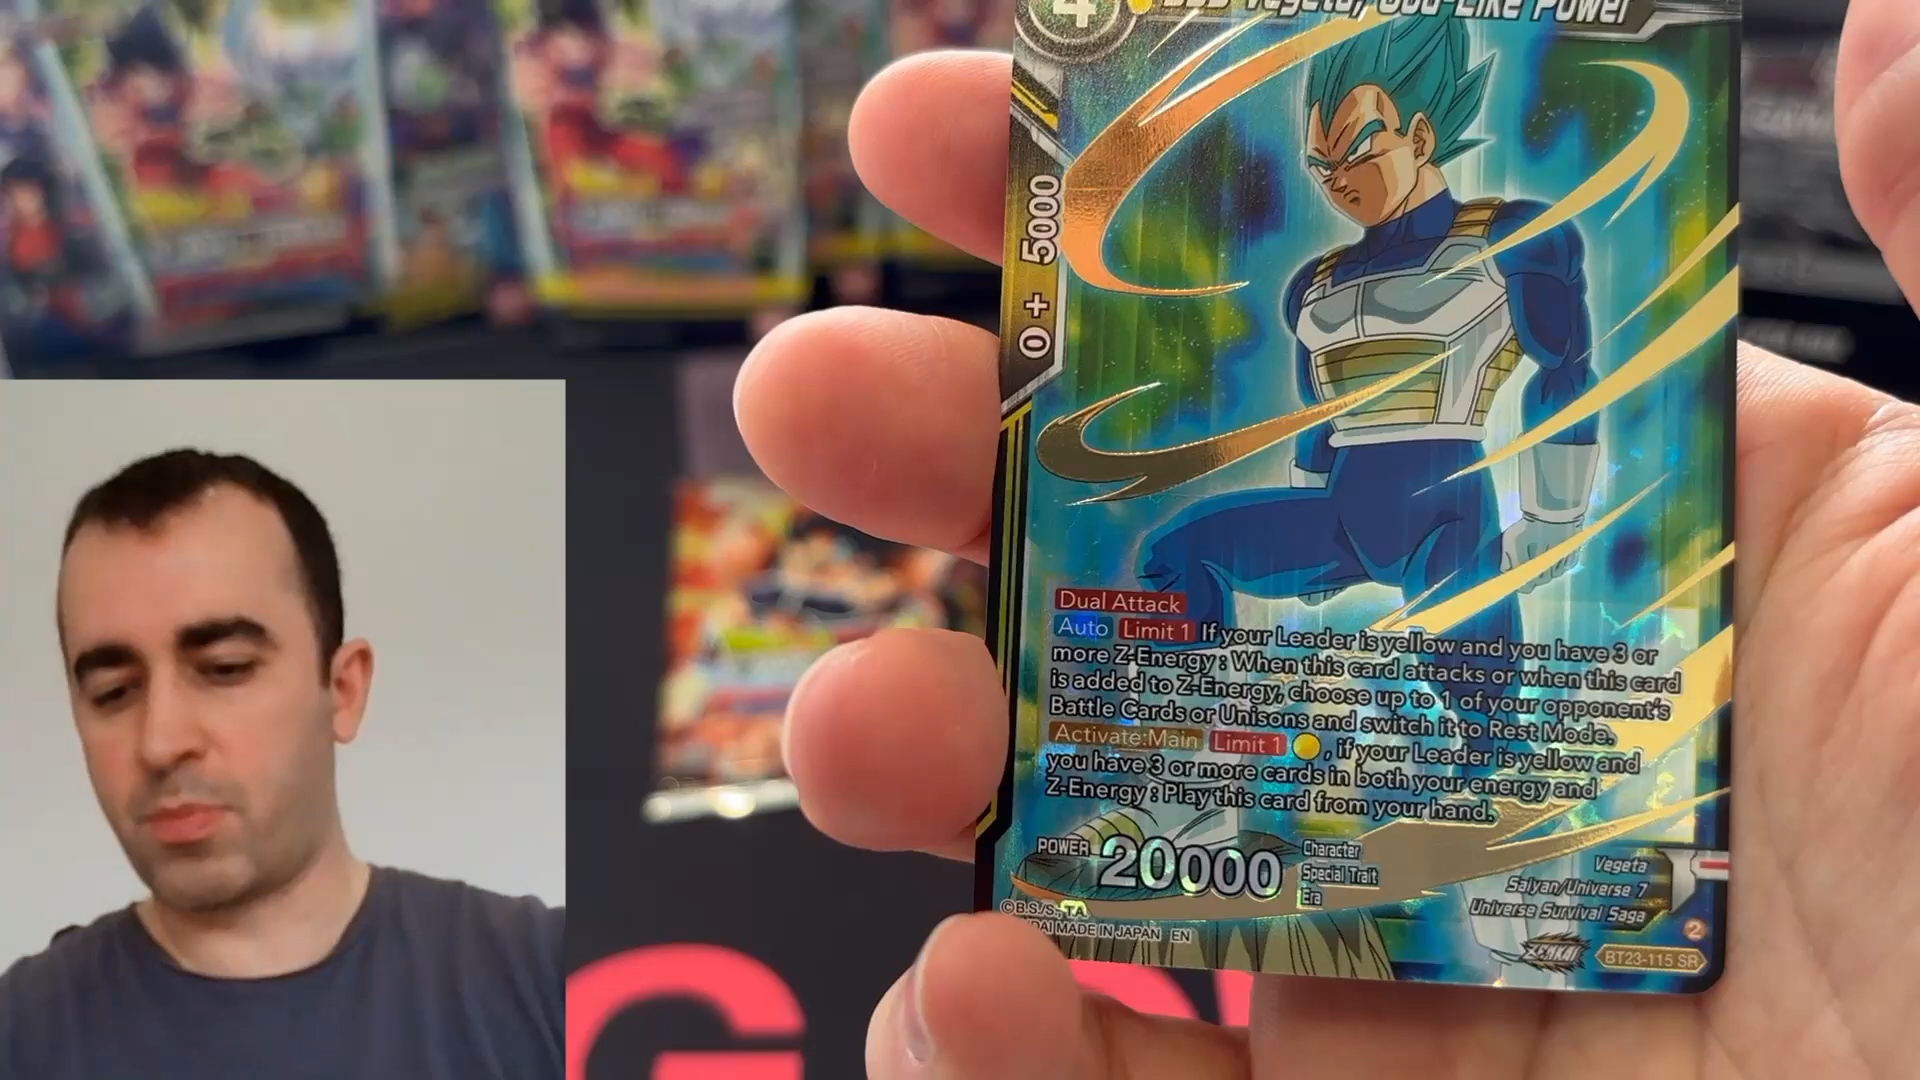 4
SSB Vegeta, God-Like Power
0 + 5000
Dual Attack
Auto Limit 1 If your Leader is yellow and you have 3 or
more Z-Energy : When this card attacks or when this card
is added to Z-Energy, choose up to 1 of your opponent's
Battle Cards or Unisons and switch it to Rest Mode.
Activate:Main Limit 1 , if your Leader is yellow and
you have 3 or more cards in both your energy and
Z-Energy : Play this card from your hand.
POWER 20000
Character Vegeta
Special Trait Saiyan/Universe 7
Era Universe Survival Saga
©B.S./S., T.A.
DAI MADE IN JAPAN EN
2
ZENKAI BT23-115 SR
G